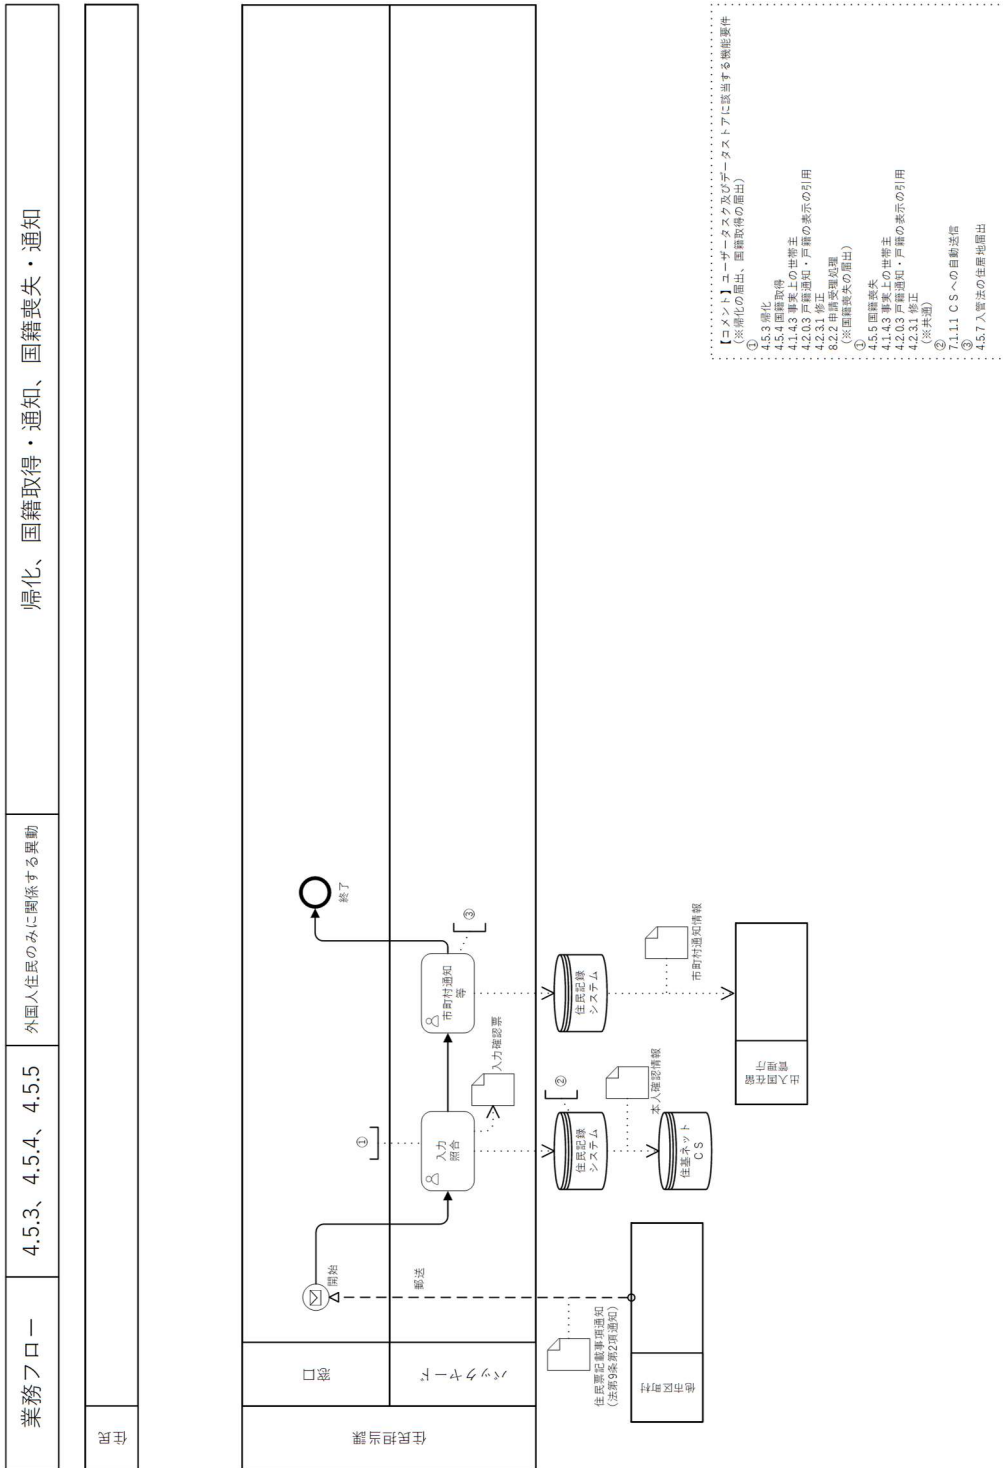 業務フロー
4.5.3、4.5.4、4.5.5
外国人住民のみに関係する異動
帰化、国籍取得・通知、国籍喪失・通知
住民
住民担当課
窓口
バックヤード
開始
郵送
住民票記載事項通知
(法第9条第2項通知)
他市区町村
①
入力
照合
入力確認票
住民記録
システム
②
本人確認情報
住基ネット
CS
市町村通知
等
③
終了
住民記録
システム
市町村通知情報
出入国在留
管理庁
【コメント】ユーザータスク及びデータストアに該当する機能要件
(※帰化の届出、国籍取得の届出)
①
4.5.3 帰化
4.5.4 国籍取得
4.1.4.3 事実上の世帯主
4.2.0.3 戸籍通知・戸籍の表示の引用
4.2.3.1 修正
8.2.2 申請受理処理
(※国籍喪失の届出)
①
4.5.5 国籍喪失
4.1.4.3 事実上の世帯主
4.2.0.3 戸籍通知・戸籍の表示の引用
4.2.3.1 修正
(※共通)
②
7.1.1.1 CSへの自動送信
③
4.5.7 入管法の住居地届出